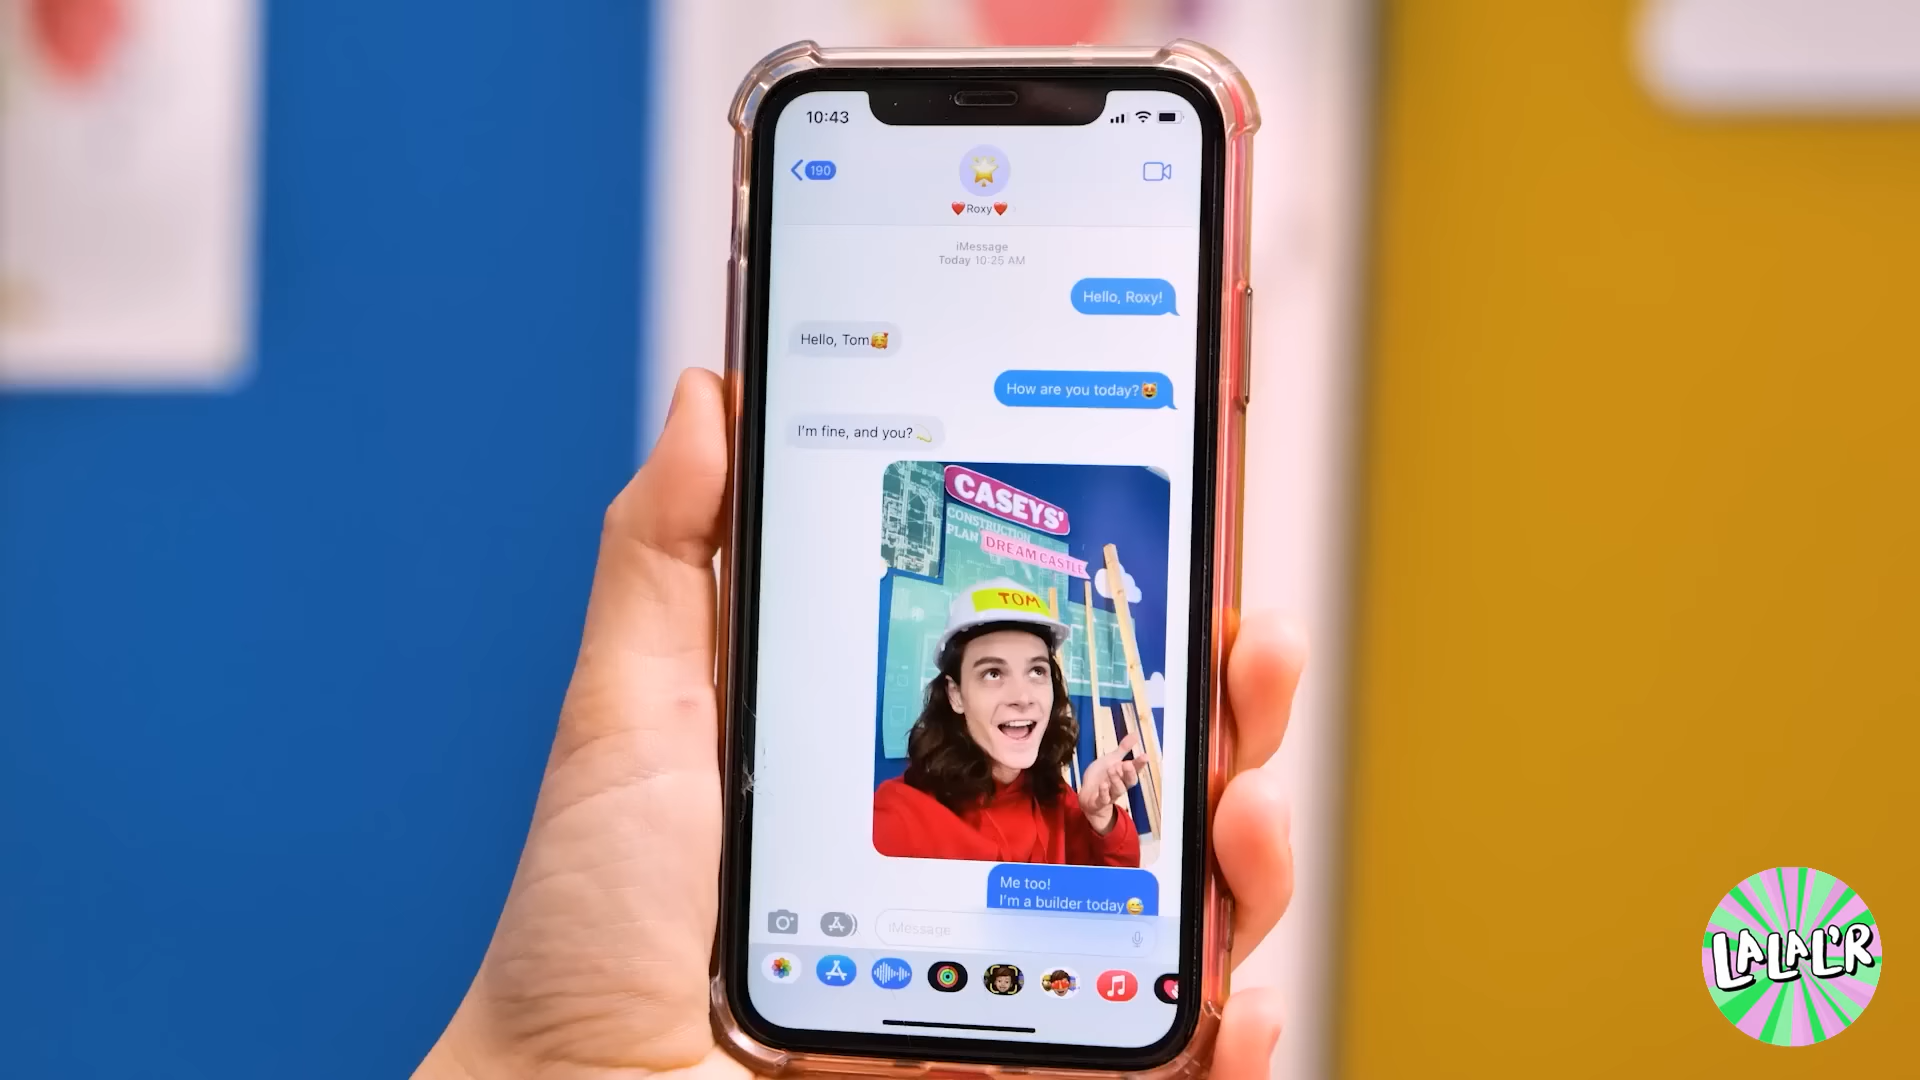 10:43
190
❤️Roxy❤️
iMessage
Today 10:25 AM
Hello, Roxy!
Hello, Tom🥰
How are you today?😻
I'm fine, and you?💫
CASEYS'
CONSTRUCTION
PLAN
DREAM CASTLE
TOM
Me too!
I'm a builder today😅
iMessage
LALAL'R